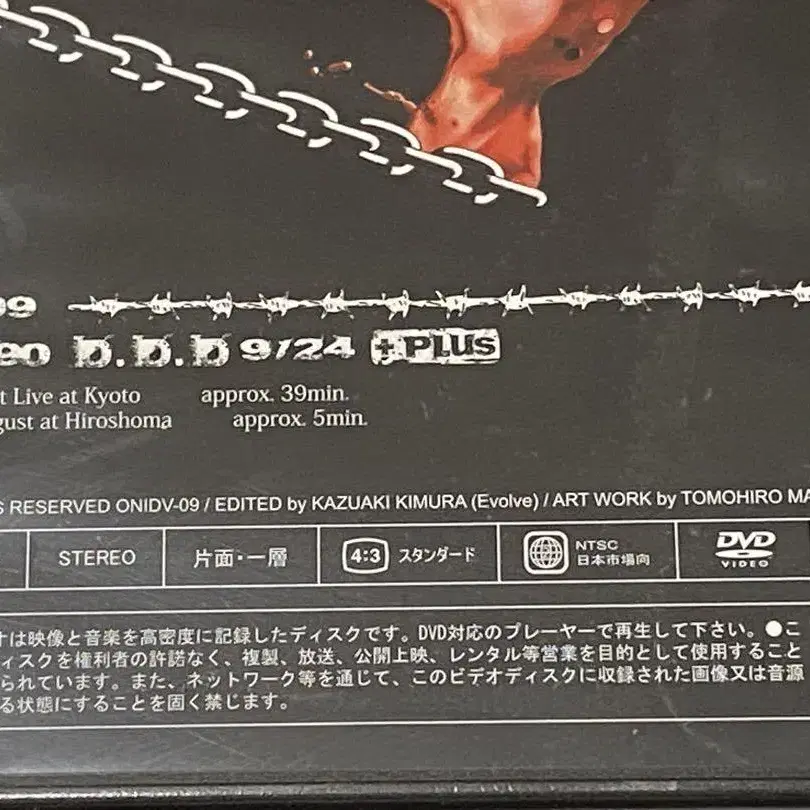 09
eo D.D.D 9/24 +PLUS
t Live at Kyoto approx. 39min.
gust at Hiroshoma approx. 5min.
S RESERVED ONIDV-09 / EDITED by KAZUAKI KIMURA (Evolve) / ART WORK by TOMOHIRO MA
STEREO 片面・一層 4:3 スタンダード NTSC 日本市場向 DVD VIDEO
オは映像と音楽を高密度に記録したディスクです。DVD対応のプレーヤーで再生して下さい。●こ
ィスクを権利者の許諾なく、複製、放送、公開上映、レンタル等営業を目的として使用すること
られています。また、ネットワーク等を通じて、このビデオディスクに収録された画像又は音源
る状態にすることを固く禁じます。